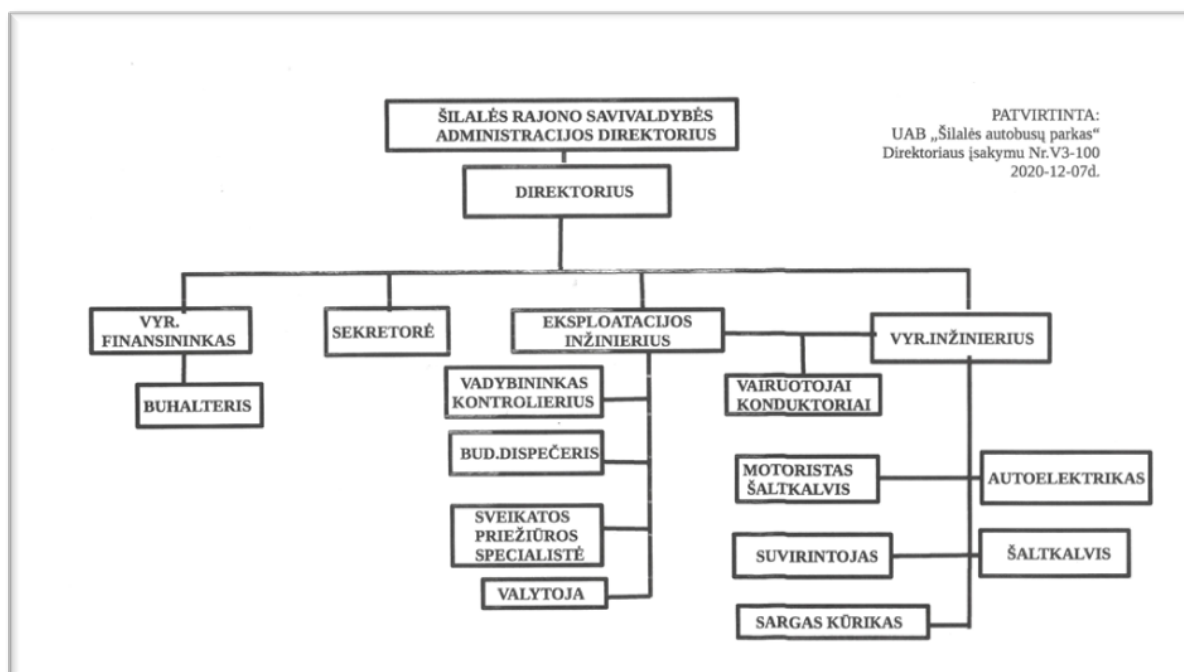 ŠILALĖS RAJONO SAVIVALDYBĖS
ADMINISTRACIJOS DIREKTORIUS
PATVIRTINTA:
UAB „Šilalės autobusų parkas“
Direktoriaus įsakymu Nr.V3-100
2020-12-07d.
DIREKTORIUS
VYR.
FINANSININKAS
SEKRETORĖ
EKSPLOATACIJOS
INŽINIERIUS
VYR.INŽINIERIUS
BUHALTERIS
VADYBININKAS
KONTROLIERIUS
VAIRUOTOJAI
KONDUKTORIAI
BUD.DISPEČERIS
MOTORISTAS
ŠALTKALVIS
AUTOELEKTRIKAS
SVEIKATOS
PRIEŽIŪROS
SPECIALISTĖ
SUVIRINTOJAS
ŠALTKALVIS
VALYTOJA
SARGAS KŪRIKAS